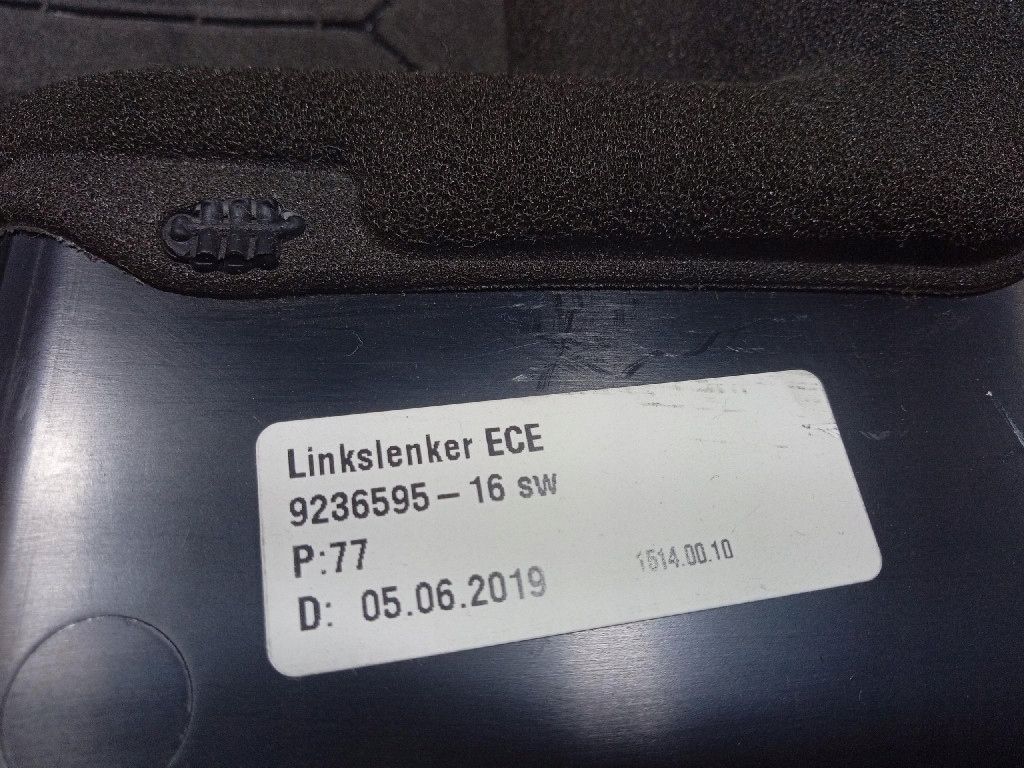 Linkslenker ECE
9236595-16 sw
P:77
D: 05.06.2019
1514.00.10